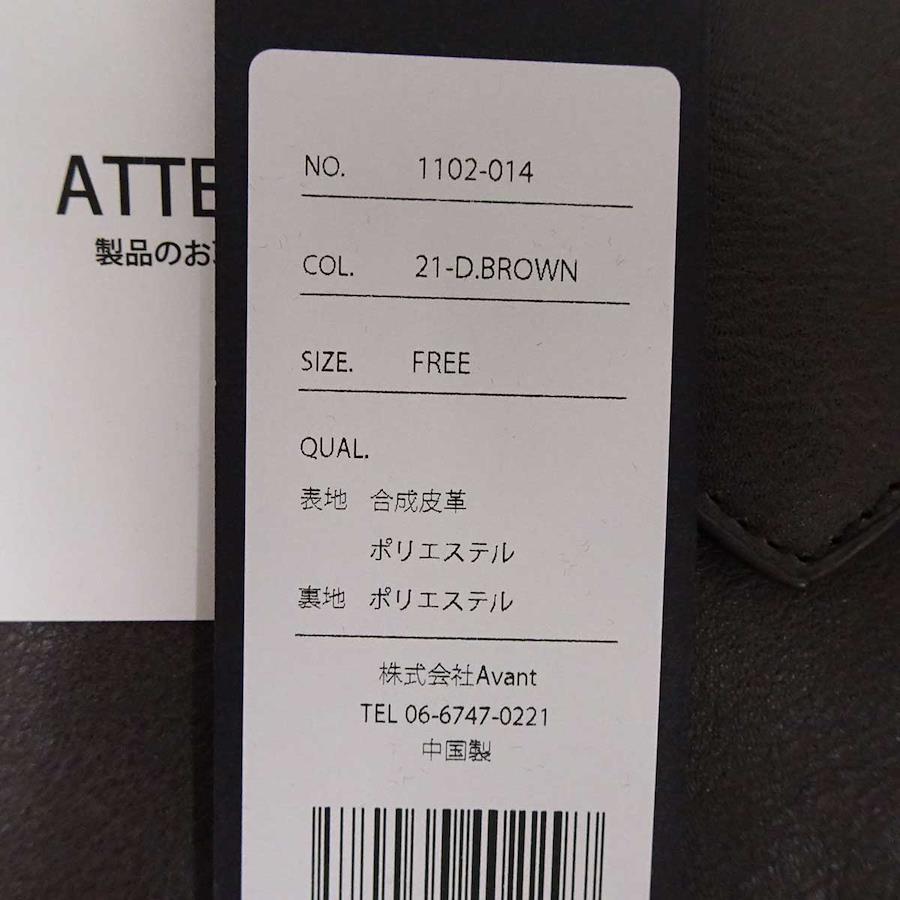 ATTE
製品のお
NO. 1102-014
COL. 21-D.BROWN
SIZE. FREE
QUAL.
表地 合成皮革
ポリエステル
裏地 ポリエステル
株式会社Avant
TEL 06-6747-0221
中国製